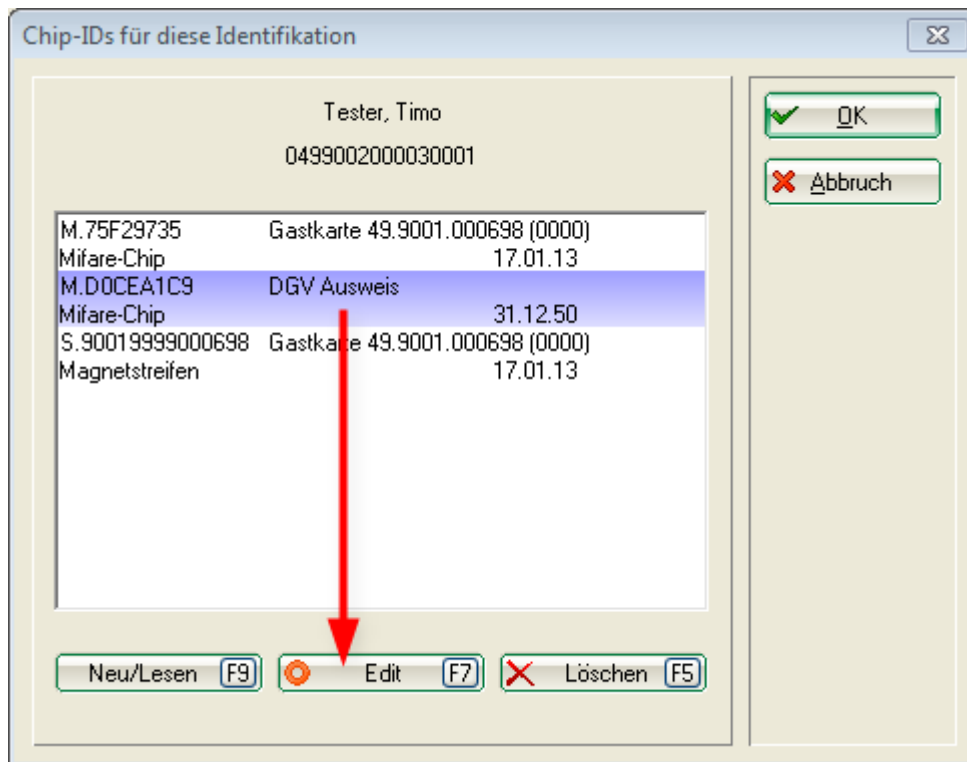 Chip-IDs für diese Identifikation
Tester, Timo
0499002000030001
M.75F29735 Gastkarte 49.9001.000698 (0000)
Mifare-Chip 17.01.13
M.D0CEA1C9 DGV Ausweis
Mifare-Chip 31.12.50
S.90019999000698 Gastkarte 49.9001.000698 (0000)
Magnetstreifen 17.01.13
Neu/Lesen F9 Edit F7 Löschen F5
OK
Abbruch